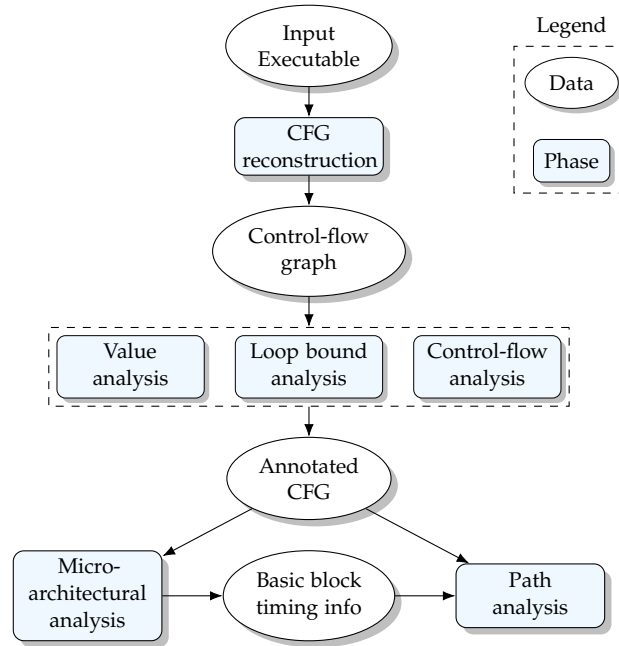 Input
Executable
Legend
Data
CFG
reconstruction
Phase
Control-flow
graph
Value
analysis
Loop bound
analysis
Control-flow
analysis
Annotated
CFG
Micro-
architectural
analysis
Basic block
timing info
Path
analysis